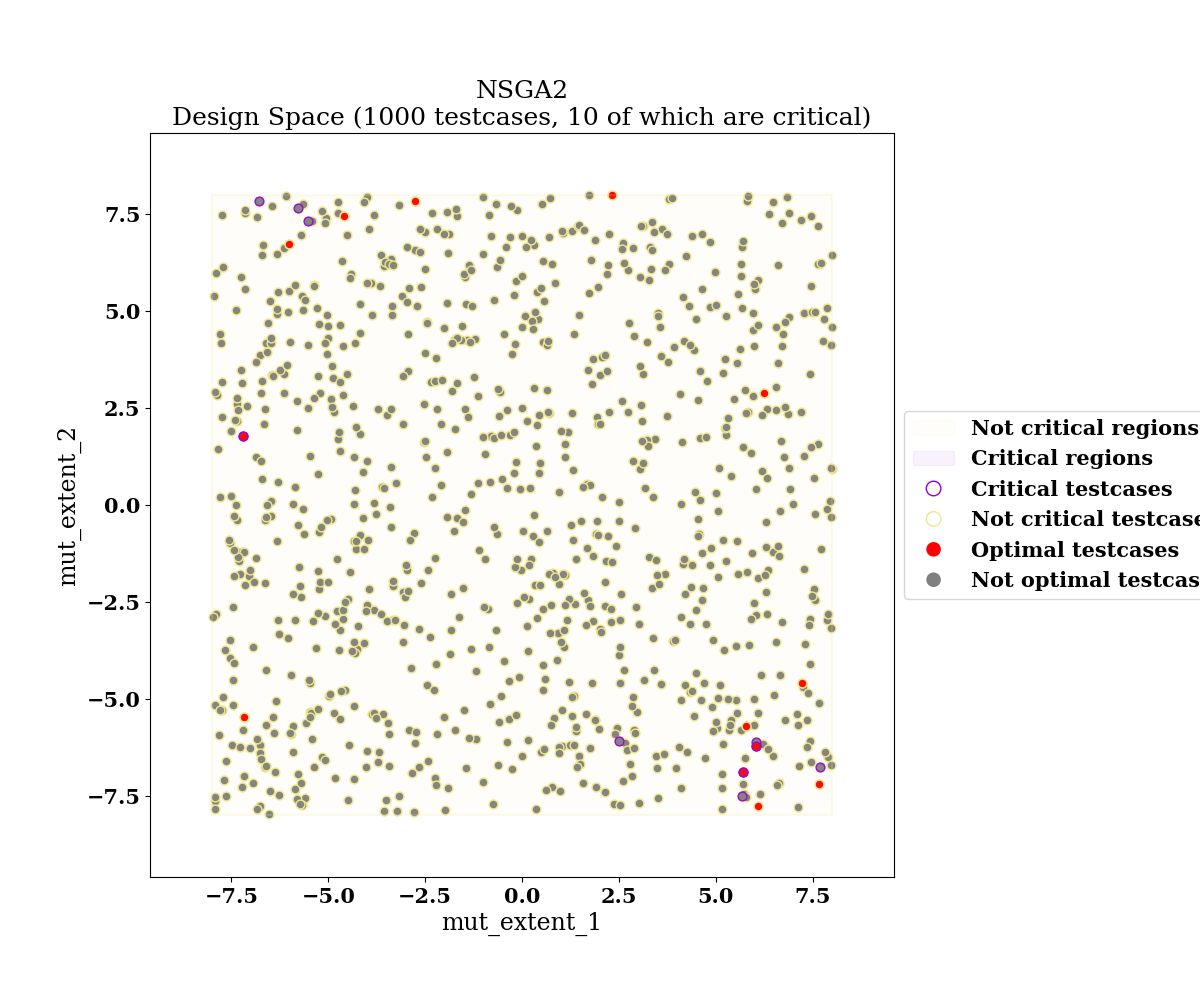 NSGA2
Design Space (1000 testcases, 10 of which are critical)
mut_extent_2
7.5
5.0
2.5
0.0
−2.5
−5.0
−7.5
−7.5 −5.0 −2.5 0.0 2.5 5.0 7.5
mut_extent_1
Not critical regions
Critical regions
Critical testcases
Not critical testcase
Optimal testcases
Not optimal testcas